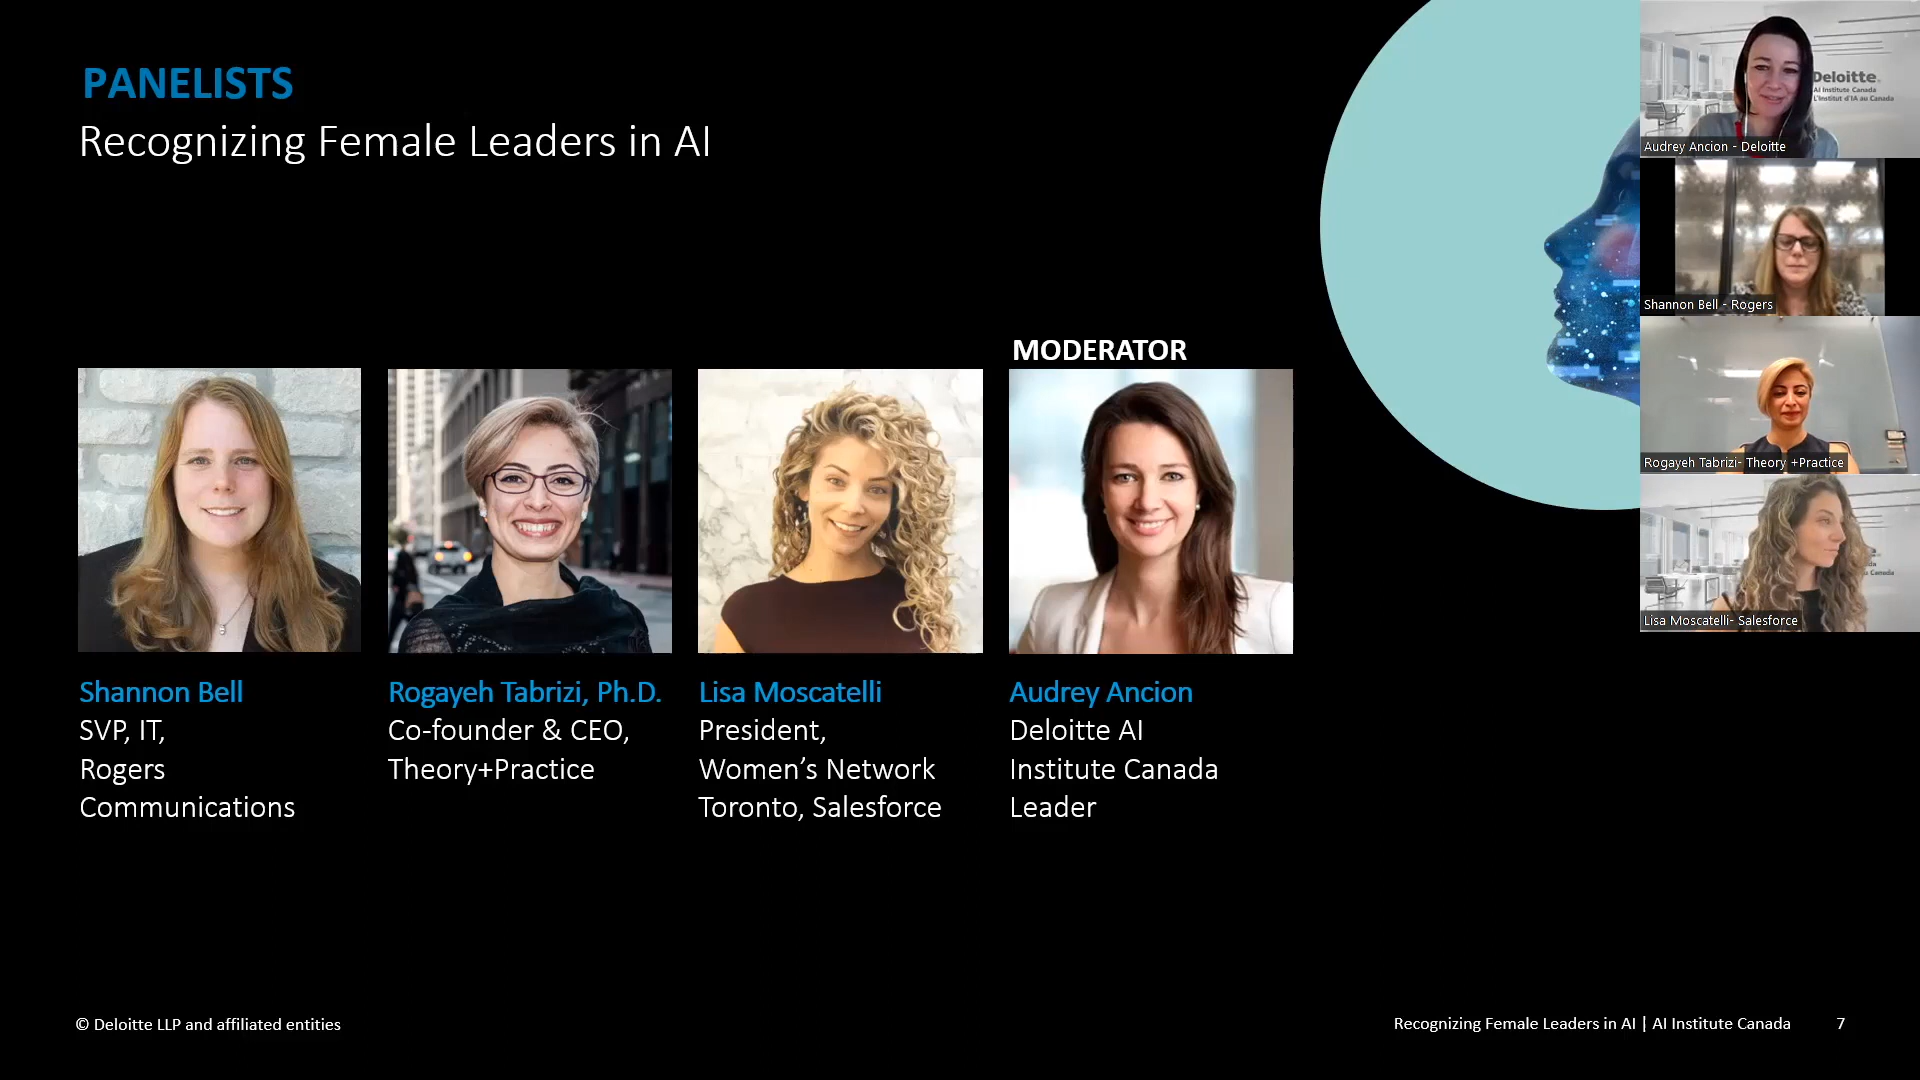 PANELISTS
Recognizing Female Leaders in AI
MODERATOR
Shannon Bell
SVP, IT,
Rogers
Communications
Rogayeh Tabrizi, Ph.D.
Co-founder & CEO,
Theory+Practice
Lisa Moscatelli
President,
Women’s Network
Toronto, Salesforce
Audrey Ancion
Deloitte AI
Institute Canada
Leader
Deloitte.
AI Institute Canada
L'Institut d'IA au Canada
Audrey Ancion - Deloitte
Shannon Bell - Rogers
Rogayeh Tabrizi- Theory +Practice
Lisa Moscatelli- Salesforce
© Deloitte LLP and affiliated entities
Recognizing Female Leaders in AI | AI Institute Canada
7